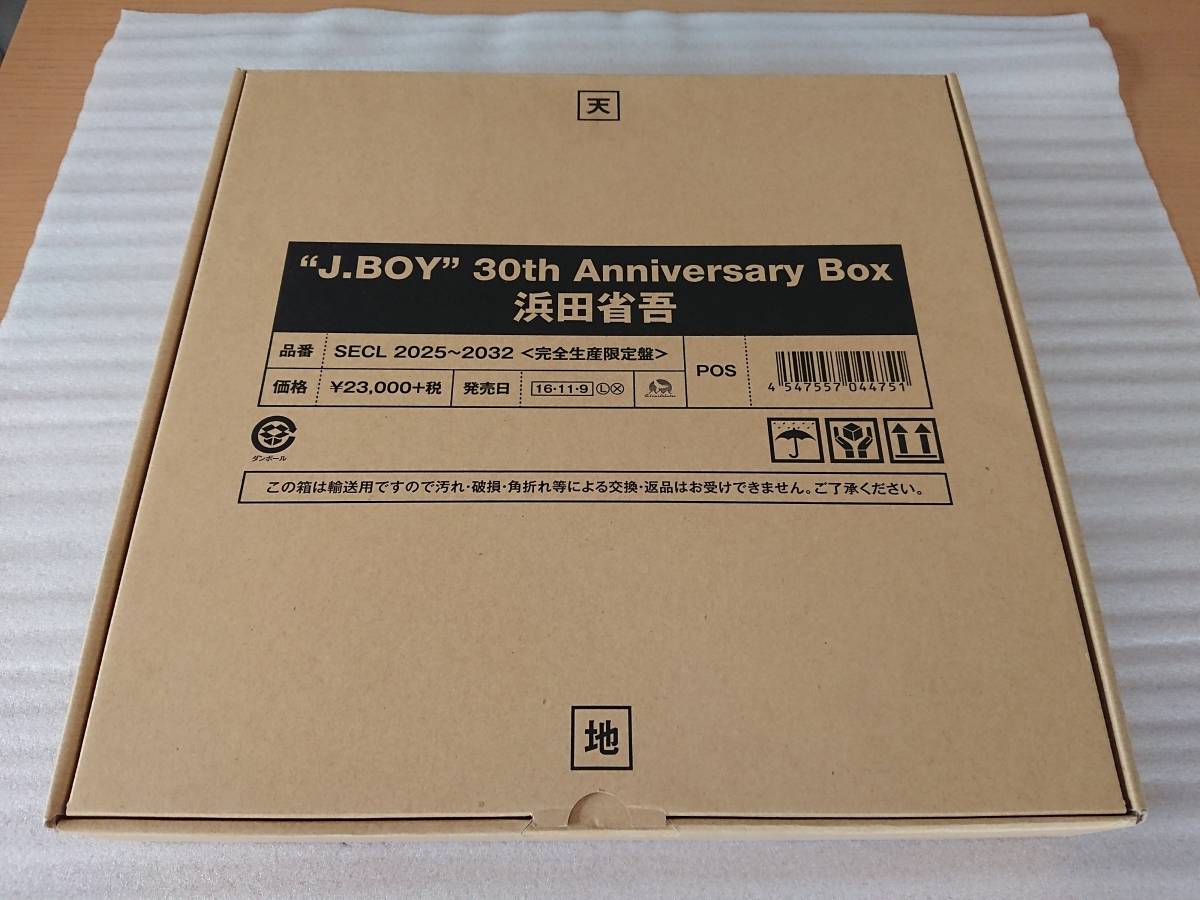 天
“J.BOY” 30th Anniversary Box
浜田省吾
品番 SECL 2025~2032 <完全生産限定盤>
価格 ¥23,000+税 発売日 16·11·9 Ⓛ Ⓧ
POS
4 547557 044751
ダンボール
この箱は輸送用ですので汚れ・破損・角折れ等による交換・返品はお受けできません。ご了承ください。
地